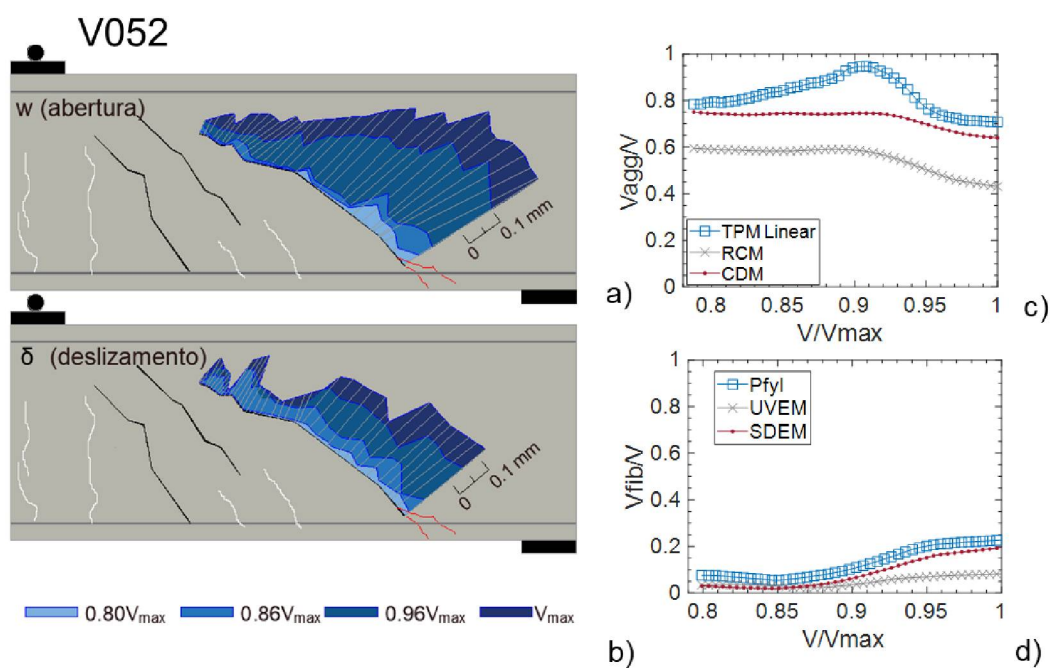 V052
w (abertura)
0 0.1 mm
a)
δ (deslizamento)
0 0.1 mm
0.80Vmax 0.86Vmax 0.96Vmax Vmax
b)
Vagg/V
1
0.8
0.6
0.4
0.2
0
TPM Linear
RCM
CDM
0.8 0.85 0.9 0.95 1
V/Vmax
c)
Vfib/V
1
0.8
0.6
0.4
0.2
0
Pfyl
UVEM
SDEM
0.8 0.85 0.9 0.95 1
V/Vmax
d)